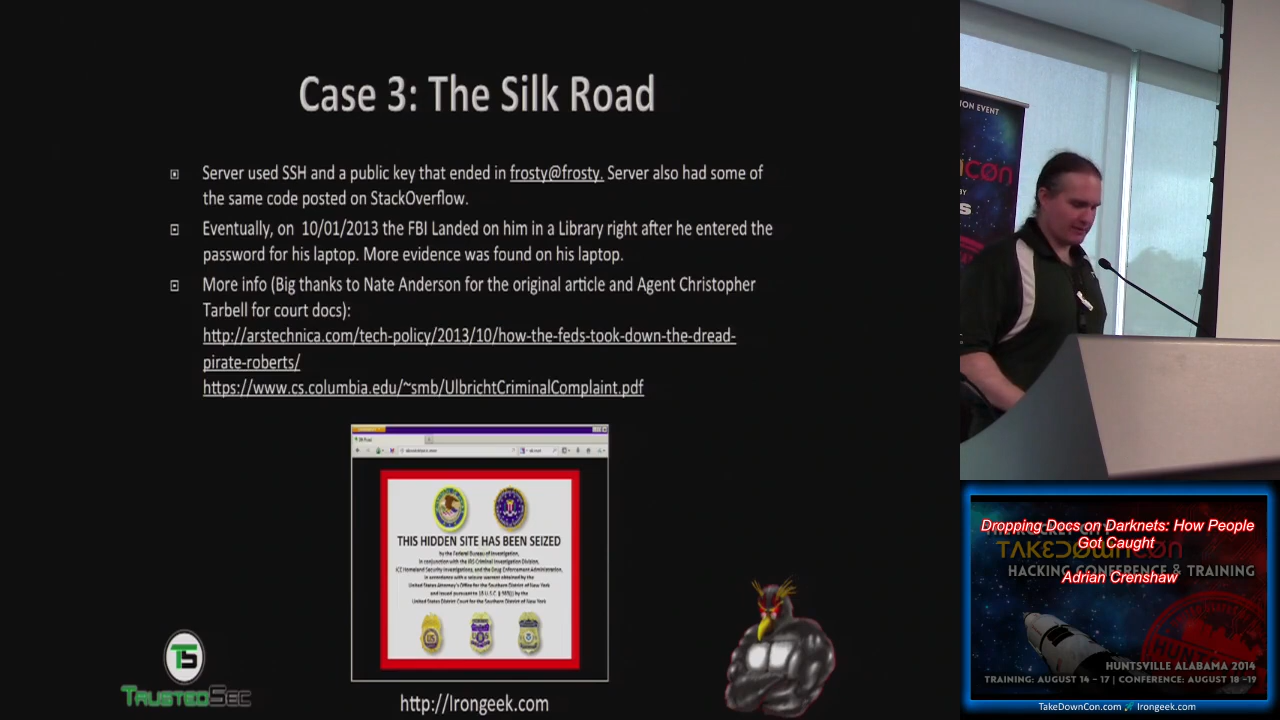 Case 3: The Silk Road
Server used SSH and a public key that ended in frosty@frosty. Server also had some of
the same code posted on StackOverflow.
Eventually, on 10/01/2013 the FBI Landed on him in a Library right after he entered the
password for his laptop. More evidence was found on his laptop.
More info (Big thanks to Nate Anderson for the original article and Agent Christopher
Tarbell for court docs):
http://arstechnica.com/tech-policy/2013/10/how-the-feds-took-down-the-dread-
pirate-roberts/
https://www.cs.columbia.edu/~smb/UlbrichtCriminalComplaint.pdf
THIS HIDDEN SITE HAS BEEN SEIZED
by the Federal Bureau of Investigation,
in conjunction with the IRS Criminal Investigation Division,
ICE Homeland Security Investigations, and the Drug Enforcement Administration,
in accordance with a seizure warrant obtained by the
United States Attorney's Office for the Southern District of New York
and issued pursuant to 18 U.S.C. § 983(j) by the
United States District Court for the Southern District of New York
TS
TRUSTEDSEC
http://Irongeek.com
ION EVENT
CON
BY
S
Dropping Docs on Darknets: How People
Got Caught
TAKEDOWNCON
HACKING CONFERENCE & TRAINING
Adrian Crenshaw
HUNTSVILLE ALABAMA 2014
TRAINING: AUGUST 14 - 17 | CONFERENCE: AUGUST 18 -19
TakeDownCon.com Irongeek.com